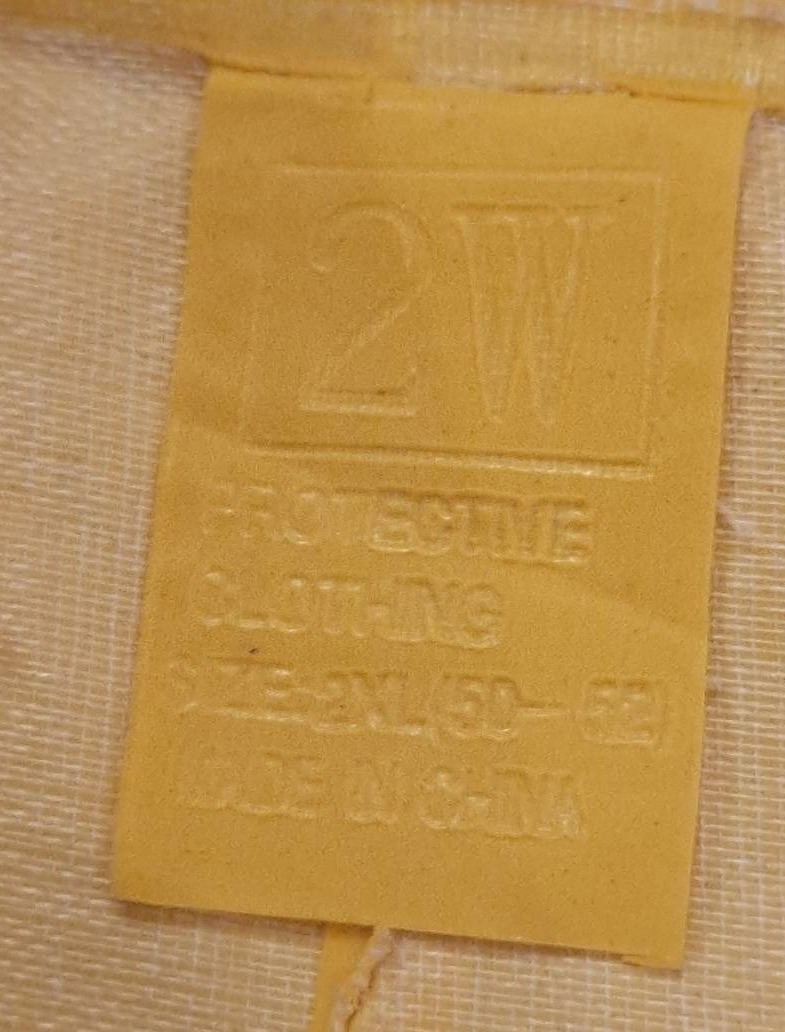 2W
PROTECTIVE
CLOTHING
SIZE-2XL(50-52)
MADE IN CHINA